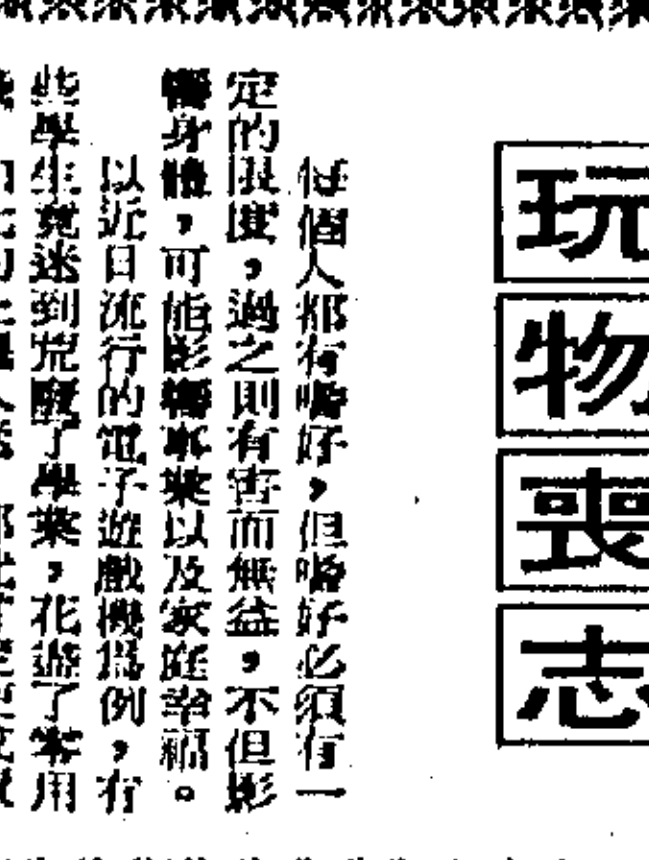 玩物喪志
每個人都有嗜好，但嗜好必須有一
定的限度，過之則有害而無益，不但影
響身體，可能影響事業以及家庭幸福。
以近日流行的電子遊戲機爲例，有
些學生竟迷到荒廢了學業，花盡了零用